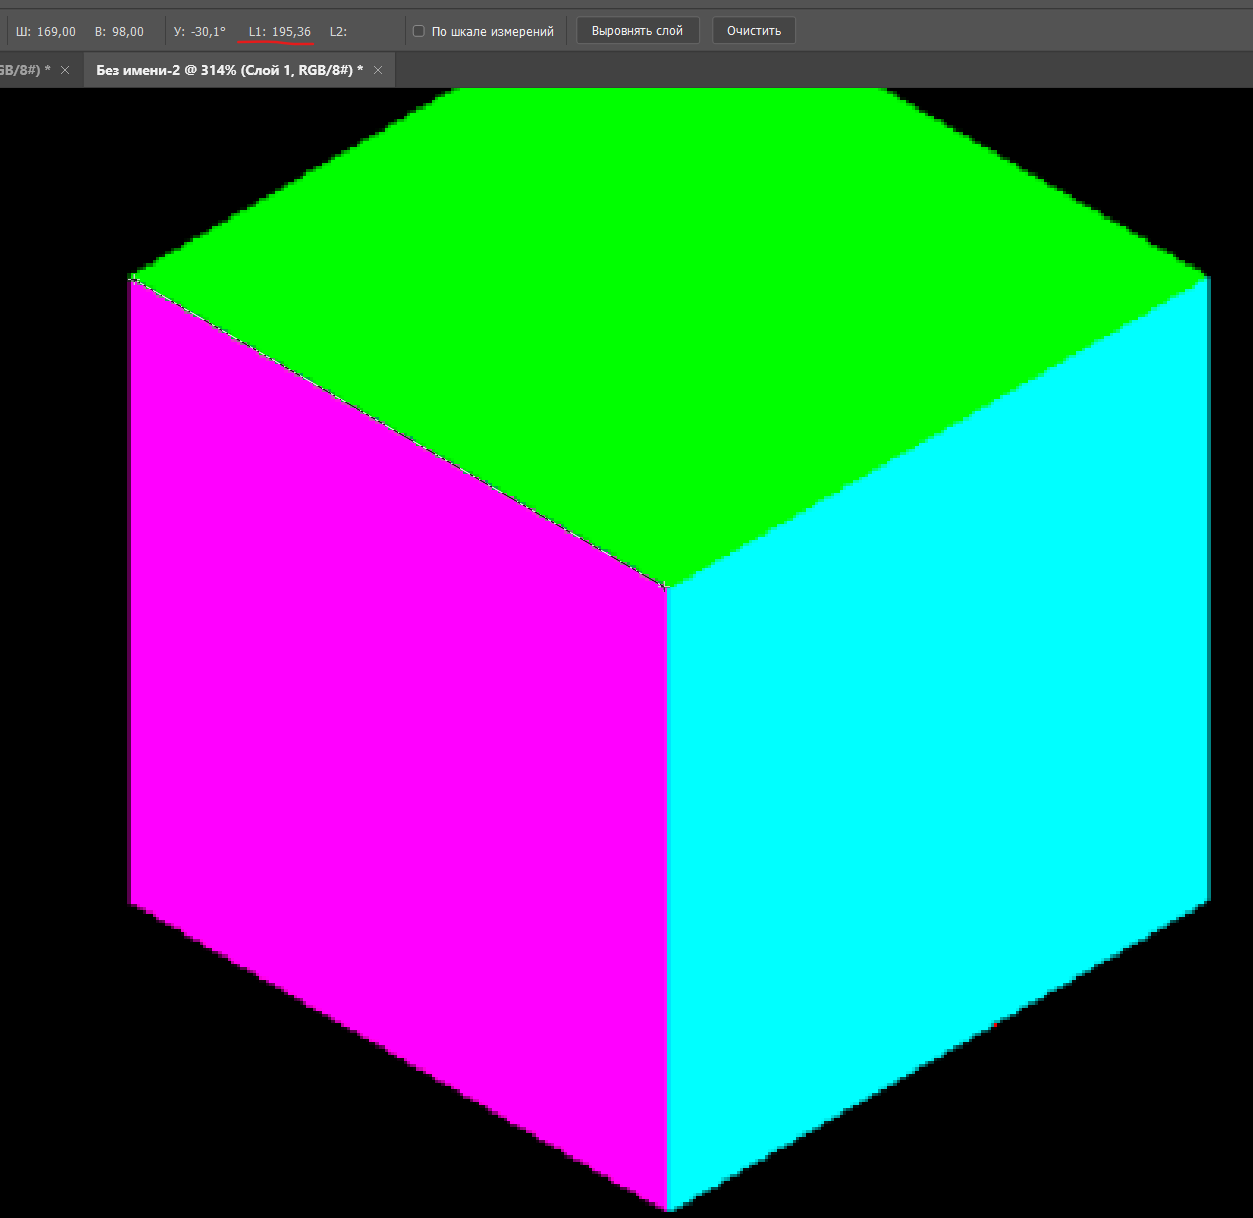 Ш: 169,00 В: 98,00 У: -30,1° L1: 195,36 L2: По шкале измерений Выровнять слой Очистить
GB/8#) * × Без имени-2 @ 314% (Слой 1, RGB/8#) * ×